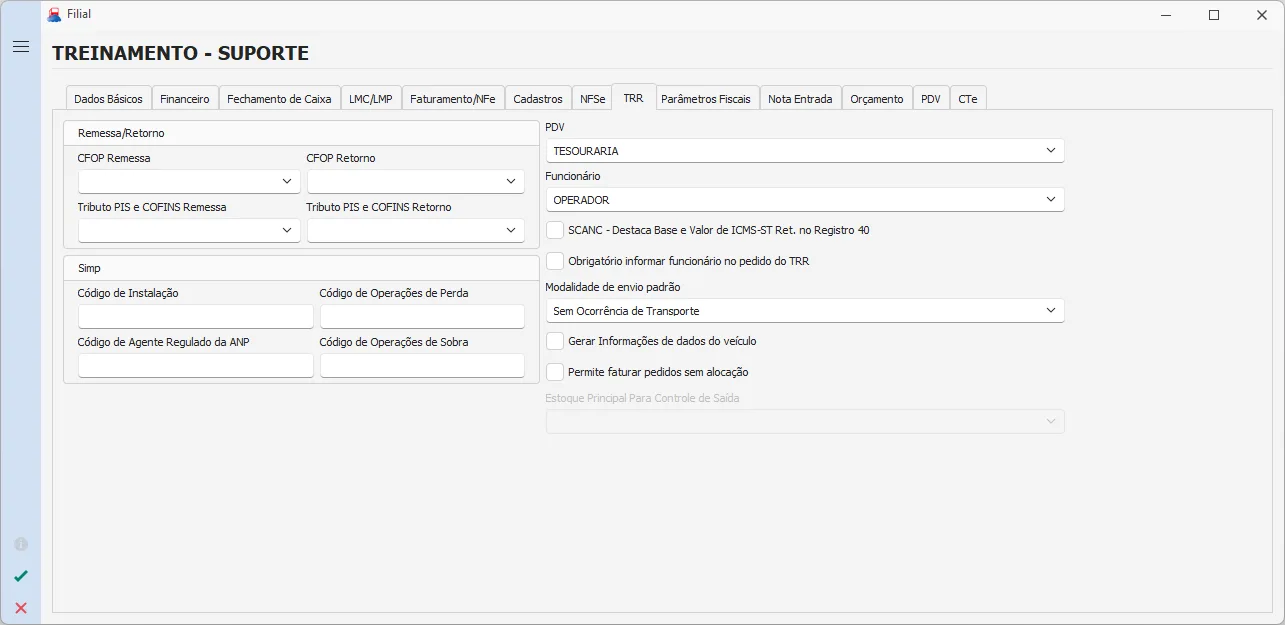 Filial
TREINAMENTO - SUPORTE
Dados Básicos Financeiro Fechamento de Caixa LMC/LMP Faturamento/NFe Cadastros NFSe TRR Parâmetros Fiscais Nota Entrada Orçamento PDV CTe
Remessa/Retorno
CFOP Remessa CFOP Retorno
Tributo PIS e COFINS Remessa Tributo PIS e COFINS Retorno
Simp
Código de Instalação Código de Operações de Perda
Código de Agente Regulado da ANP Código de Operações de Sobra
PDV
TESOURARIA
Funcionário
OPERADOR
SCANC - Destaca Base e Valor de ICMS-ST Ret. no Registro 40
Obrigatório informar funcionário no pedido do TRR
Modalidade de envio padrão
Sem Ocorrência de Transporte
Gerar Informações de dados do veículo
Permite faturar pedidos sem alocação
Estoque Principal Para Controle de Saída